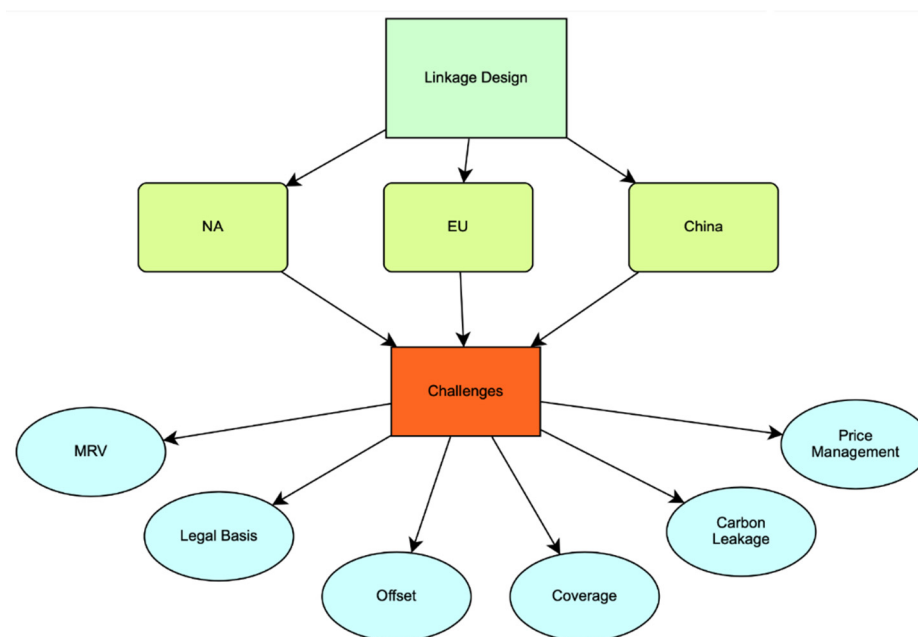 Linkage Design
NA
EU
China
Challenges
MRV
Price
Management
Legal Basis
Carbon
Leakage
Offset
Coverage